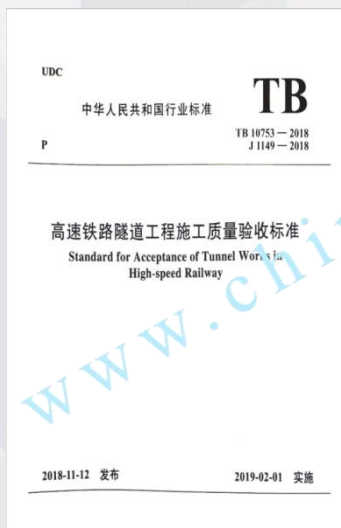 UDC
TB
中华人民共和国行业标准
TB 10753—2018
P
J 1149—2018
高速铁路隧道工程施工质量验收标准
Standard for Acceptance of Tunnel Works in
High-speed Railway
www.chi
2018-11-12 发布
2019-02-01 实施